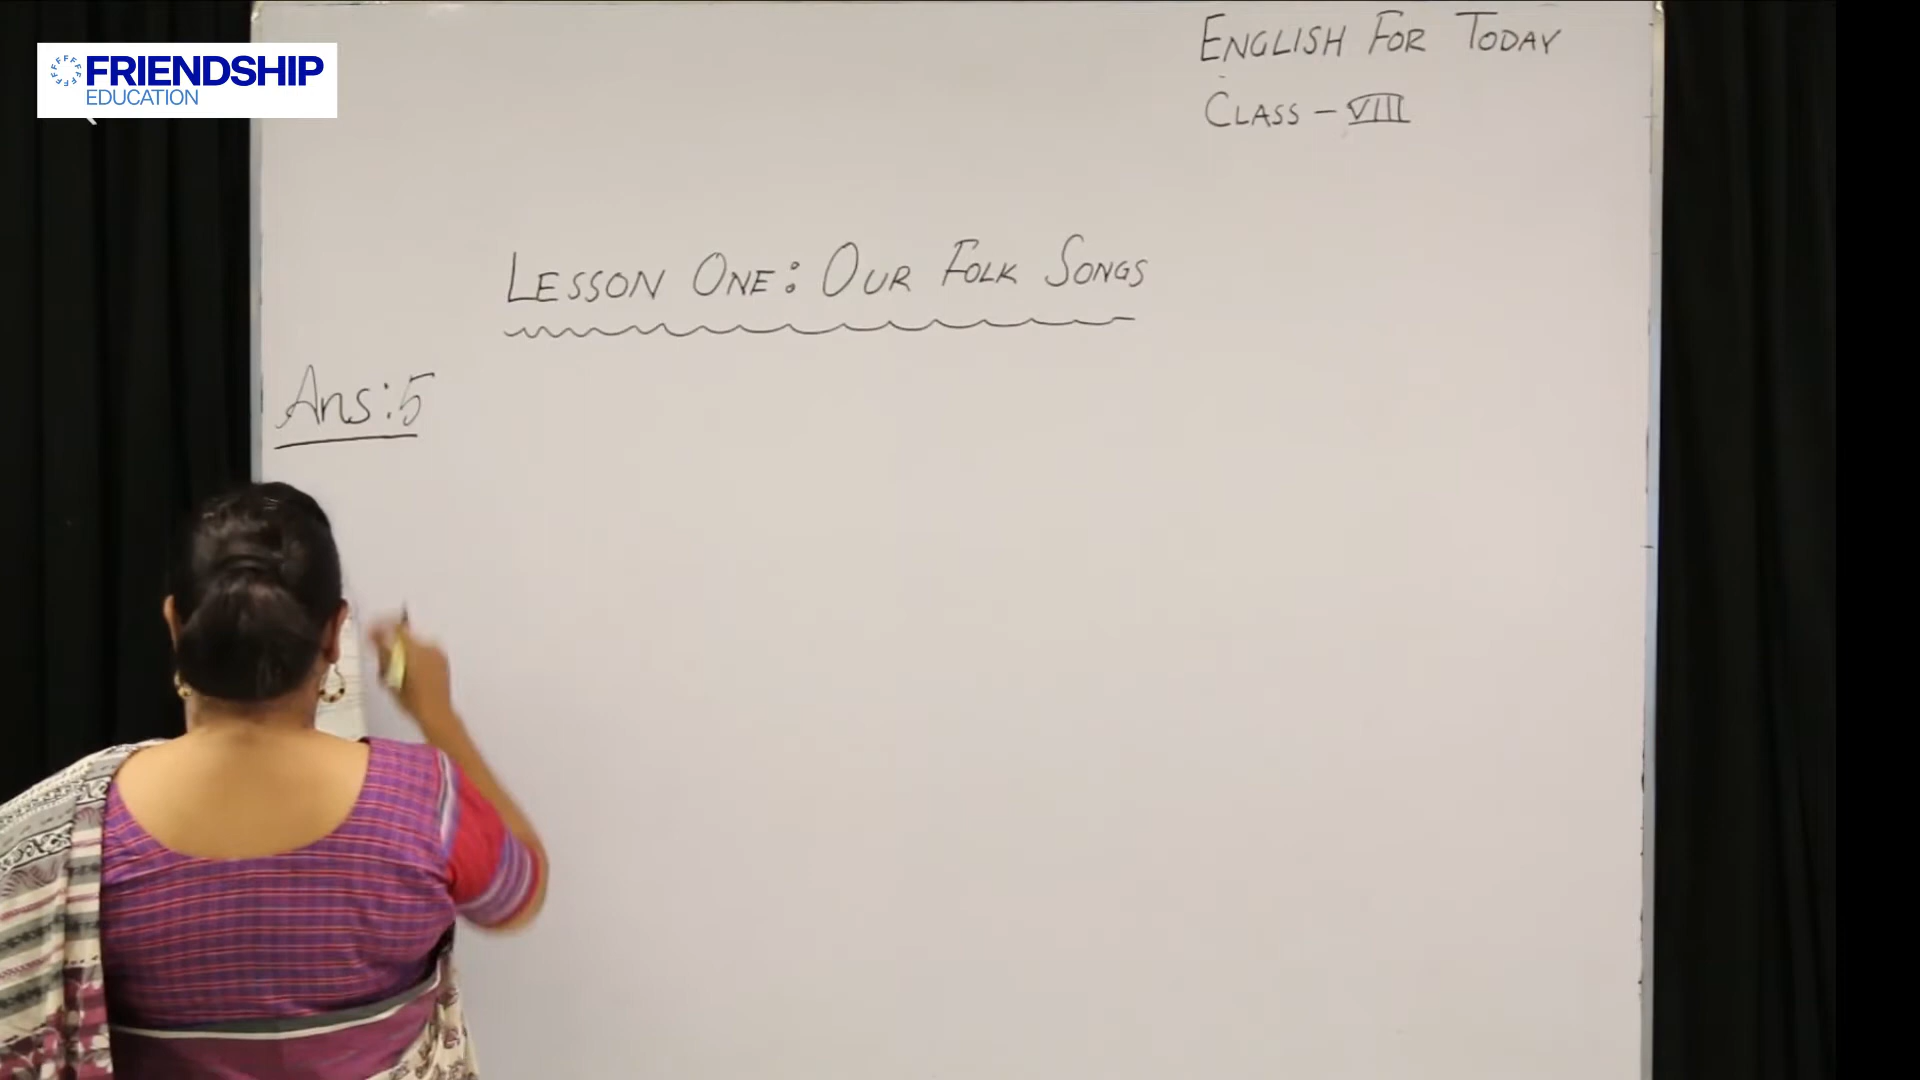 FRIENDSHIP
EDUCATION
ENGLISH FOR TODAY
CLASS – VIII
LESSON ONE: OUR FOLK SONGS
Ans:5